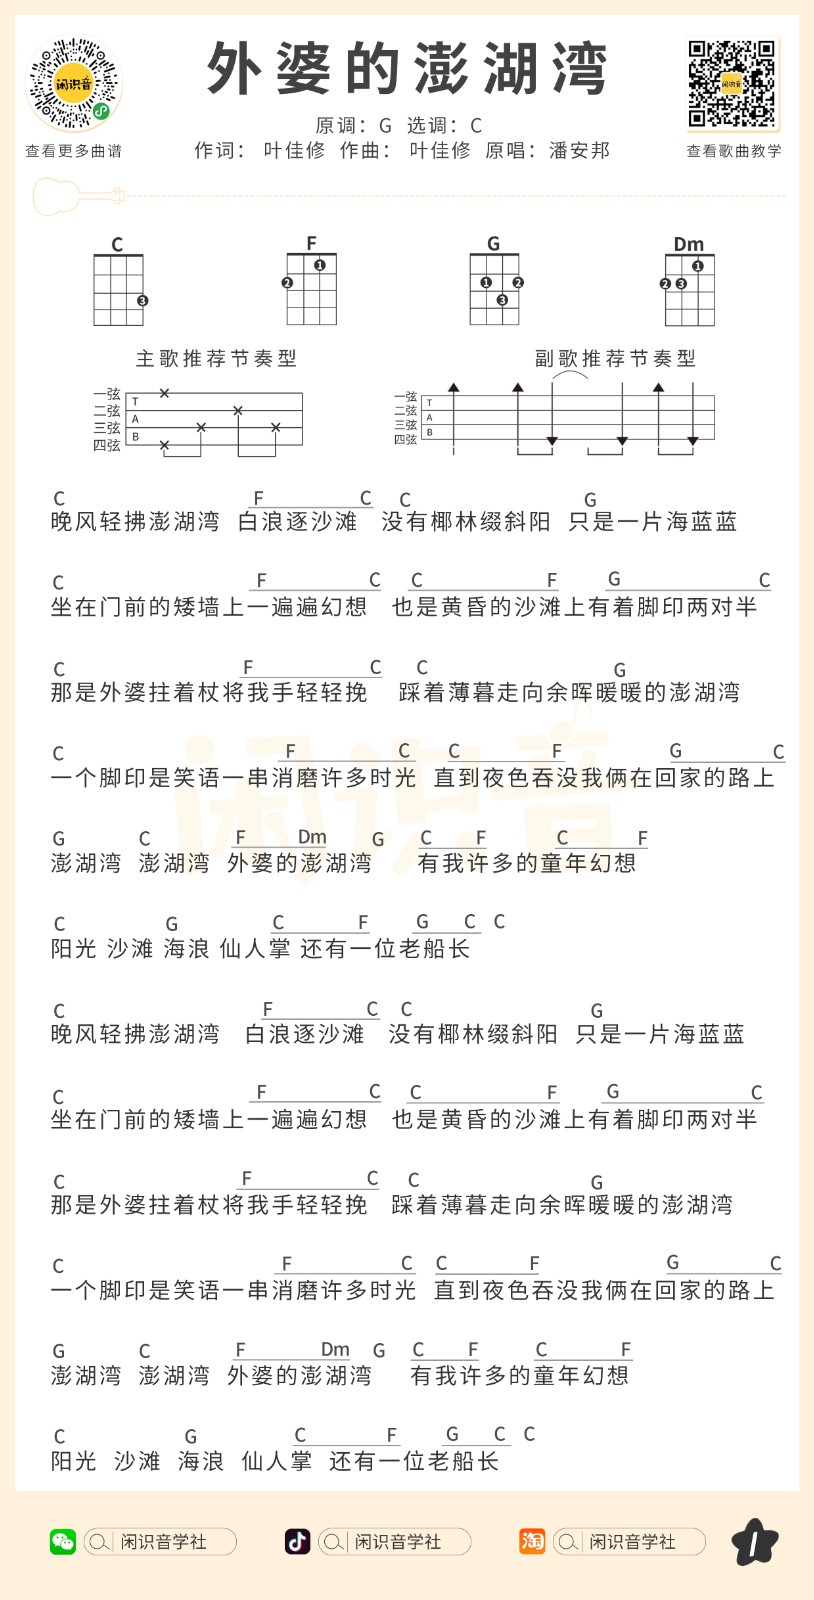 外婆的澎湖湾
闲识音
原调：G 选调：C
查看更多曲谱 作词： 叶佳修 作曲： 叶佳修 原唱：潘安邦 查看歌曲教学
C F G Dm
3 1 2 1 2 3 1 2 3
主歌推荐节奏型 副歌推荐节奏型
一弦 T 一弦 T
二弦 A 二弦 A
三弦 B 三弦 B
四弦 四弦
C F C C G
晚风轻拂澎湖湾 白浪逐沙滩 没有椰林缀斜阳 只是一片海蓝蓝
C F C C F G C
坐在门前的矮墙上一遍遍幻想 也是黄昏的沙滩上有着脚印两对半
C F C C G
那是外婆拄着杖将我手轻轻挽 踩着薄暮走向余晖暖暖的澎湖湾
闲识音
C F C C F G C
一个脚印是笑语一串消磨许多时光 直到夜色吞没我俩在回家的路上
G C F Dm G C F C F
澎湖湾 澎湖湾 外婆的澎湖湾 有我许多的童年幻想
C G C F G C C
阳光 沙滩 海浪 仙人掌 还有一位老船长
C F C C G
晚风轻拂澎湖湾 白浪逐沙滩 没有椰林缀斜阳 只是一片海蓝蓝
C F C C F G C
坐在门前的矮墙上一遍遍幻想 也是黄昏的沙滩上有着脚印两对半
C F C C G
那是外婆拄着杖将我手轻轻挽 踩着薄暮走向余晖暖暖的澎湖湾
C F C C F G C
一个脚印是笑语一串消磨许多时光 直到夜色吞没我俩在回家的路上
G C F Dm G C F C F
澎湖湾 澎湖湾 外婆的澎湖湾 有我许多的童年幻想
C G C F G C C
阳光 沙滩 海浪 仙人掌 还有一位老船长
闲识音学社 闲识音学社 淘 闲识音学社 1